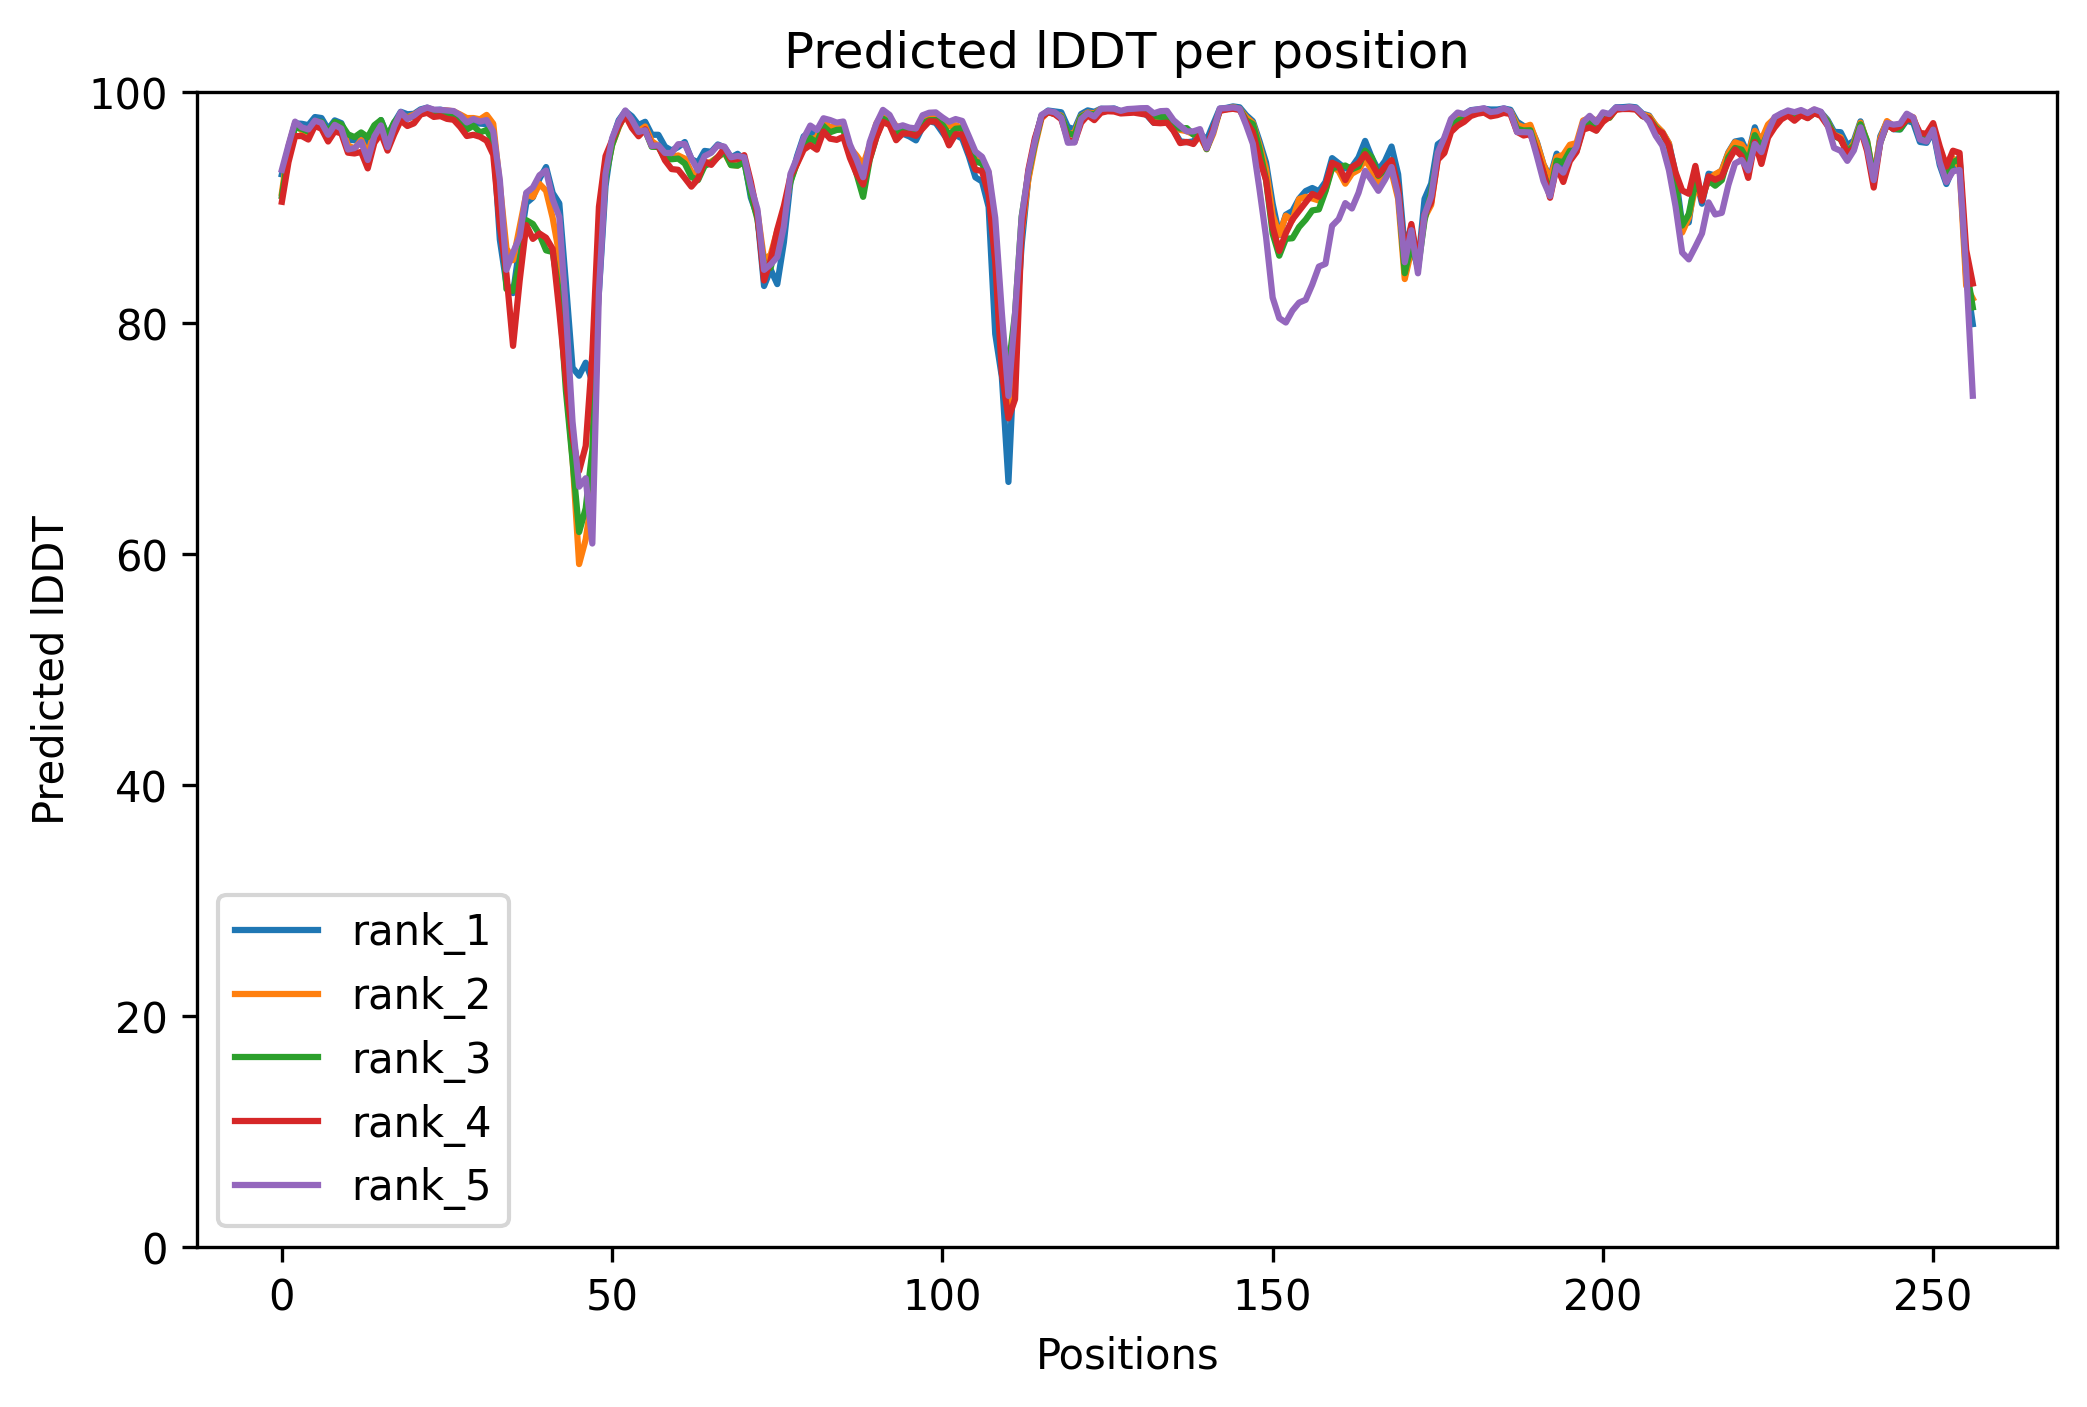 Predicted lDDT per position
100
80
60
40
20
0
Predicted lDDT
rank_1
rank_2
rank_3
rank_4
rank_5
0 50 100 150 200 250
Positions